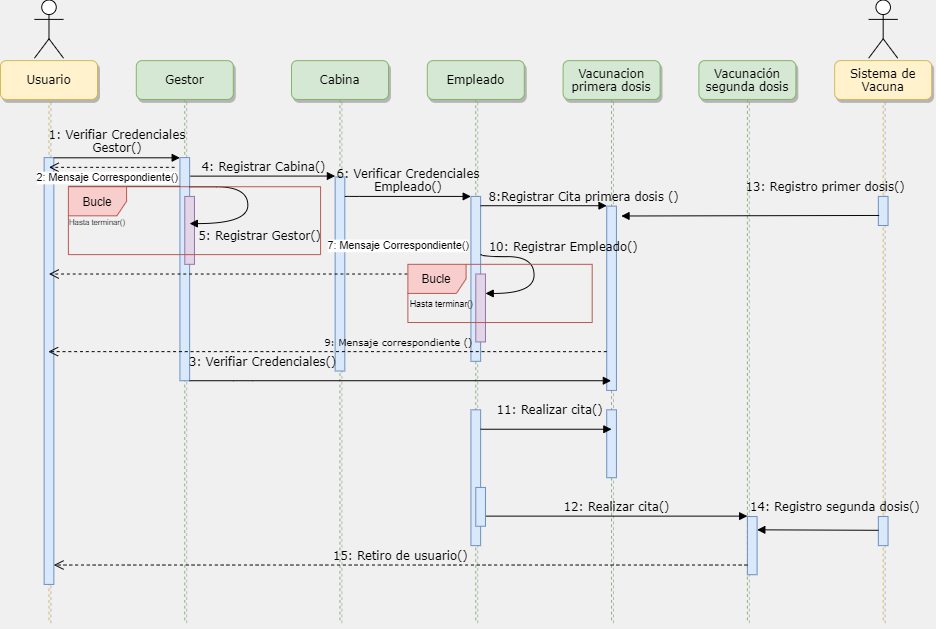 Usuario
Gestor
Cabina
Empleado
Vacunacion
primera dosis
Vacunación
segunda dosis
Sistema de
Vacuna
1: Verifiar Credenciales
Gestor()
2: Mensaje Correspondiente()
4: Registrar Cabina()
6: Verificar Credenciales
Empleado()
8:Registrar Cita primera dosis ()
13: Registro primer dosis()
Bucle
Hasta terminar()
5: Registrar Gestor()
7: Mensaje Correspondiente()
10: Registrar Empleado()
Bucle
Hasta terminar()
9: Mensaje correspondiente ()
3: Verifiar Credenciales()
11: Realizar cita()
12: Realizar cita()
14: Registro segunda dosis()
15: Retiro de usuario()